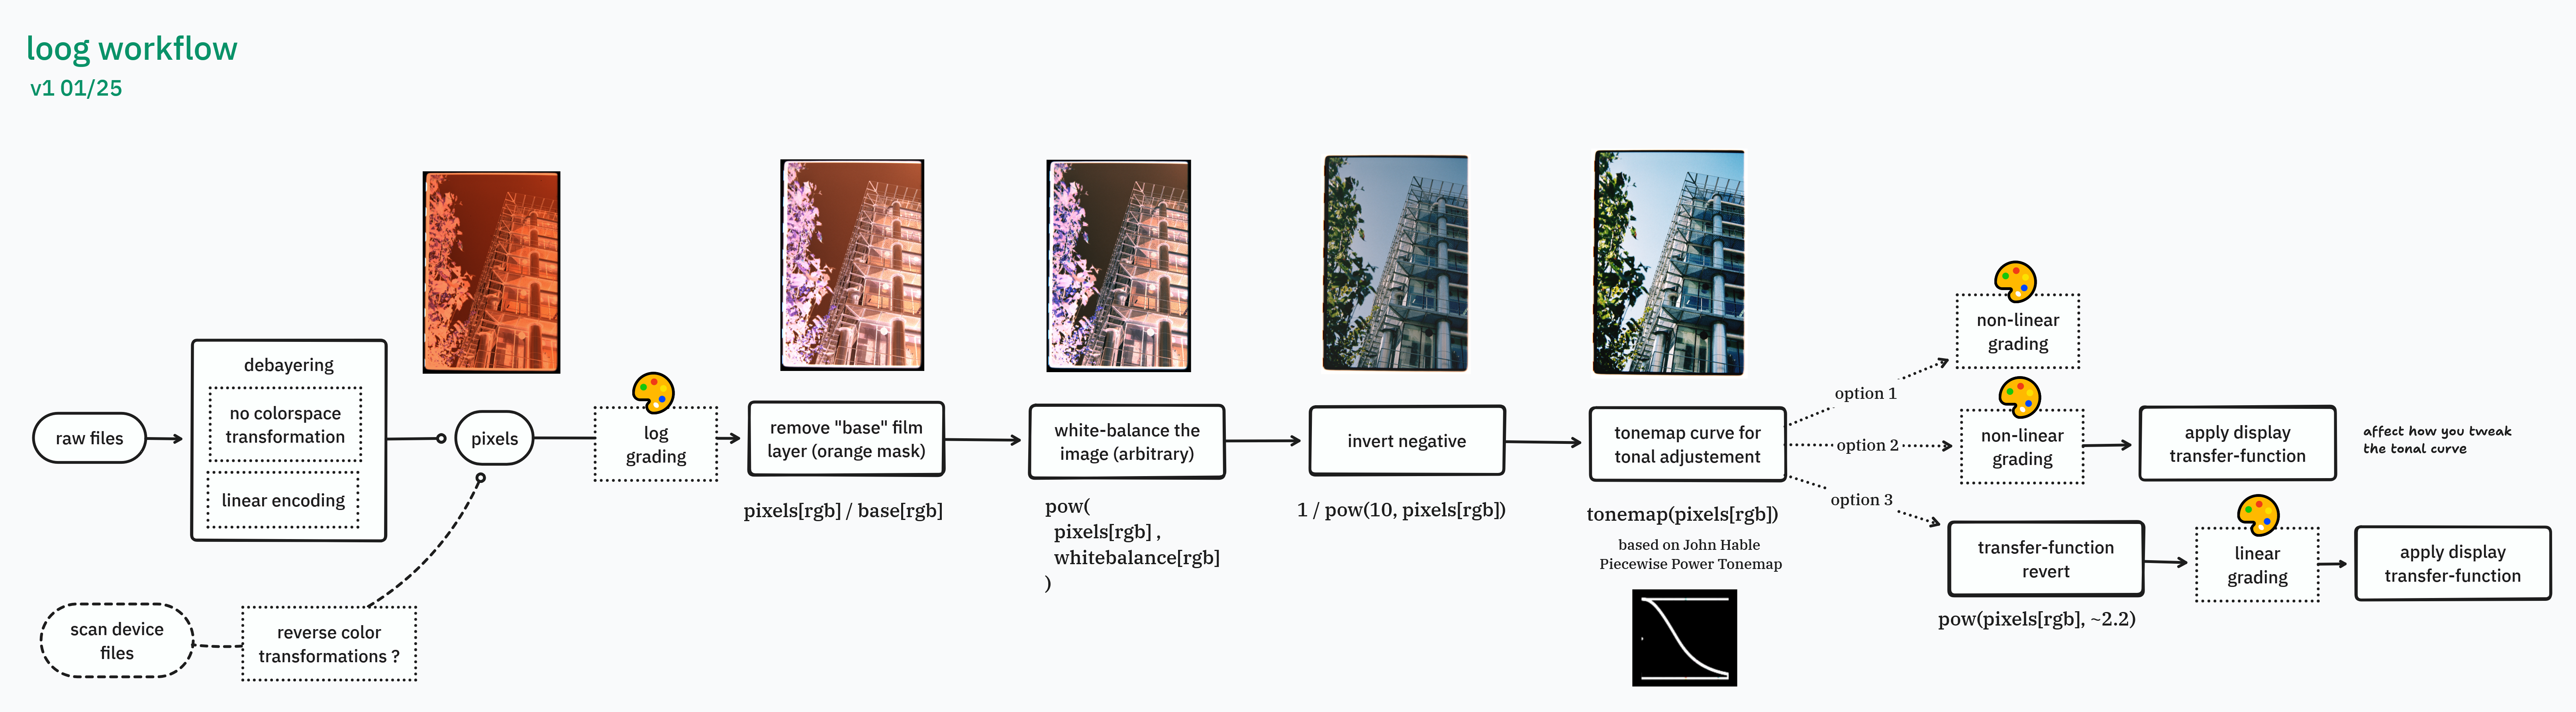 loog workflow
v1 01/25
raw files
debayering
no colorspace
transformation
linear encoding
scan device
files
reverse color
transformations ?
pixels
log
grading
remove "base" film
layer (orange mask)
pixels[rgb] / base[rgb]
white-balance the
image (arbitrary)
pow(
pixels[rgb] ,
whitebalance[rgb]
)
invert negative
1 / pow(10, pixels[rgb])
tonemap curve for
tonal adjustement
tonemap(pixels[rgb])
based on John Hable
Piecewise Power Tonemap
option 1
non-linear
grading
option 2
non-linear
grading
apply display
transfer-function
affect how you tweak
the tonal curve
option 3
transfer-function
revert
pow(pixels[rgb], ~2.2)
linear
grading
apply display
transfer-function